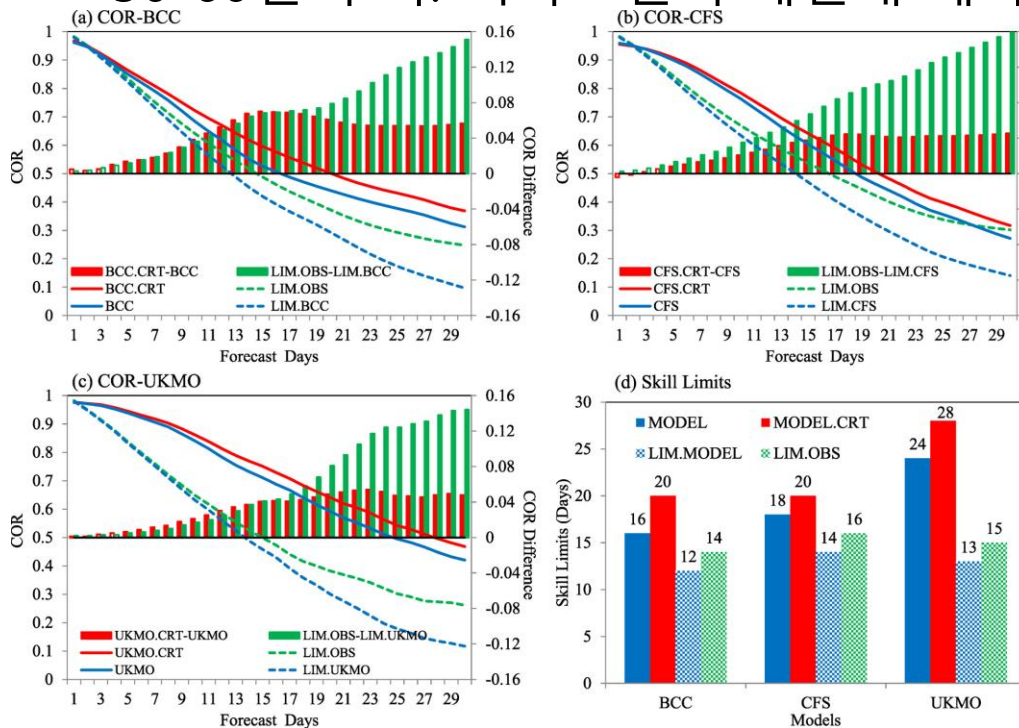 (a) COR-BCC
COR
1
0.9
0.8
0.7
0.6
0.5
0.4
0.3
0.2
0.1
0
0.16
0.12
0.08
0.04
0
-0.04
-0.08
-0.12
-0.16
COR Difference
BCC.CRT-BCC
LIM.OBS-LIM.BCC
BCC.CRT
LIM.OBS
BCC
LIM.BCC
1 3 5 7 9 11 13 15 17 19 21 23 25 27 29
Forecast Days
(b) COR-CFS
COR
1
0.9
0.8
0.7
0.6
0.5
0.4
0.3
0.2
0.1
0
CFS.CRT-CFS
LIM.OBS-LIM.CFS
CFS.CRT
LIM.OBS
CFS
LIM.CFS
1 3 5 7 9 11 13 15 17 19 21 23 25 27 29
Forecast Days
(c) COR-UKMO
COR
1
0.9
0.8
0.7
0.6
0.5
0.4
0.3
0.2
0.1
0
0.16
0.12
0.08
0.04
0
-0.04
-0.08
-0.12
-0.16
COR Difference
UKMO.CRT-UKMO
LIM.OBS-LIM.UKMO
UKMO.CRT
LIM.OBS
UKMO
LIM.UKMO
1 3 5 7 9 11 13 15 17 19 21 23 25 27 29
Forecast Days
(d) Skill Limits
Skill Limits (Days)
30
25
20
15
10
5
0
MODEL
MODEL.CRT
LIM.MODEL
LIM.OBS
16 20 12 14
18 20 14 16
24 28 13 15
BCC CFS UKMO
Models